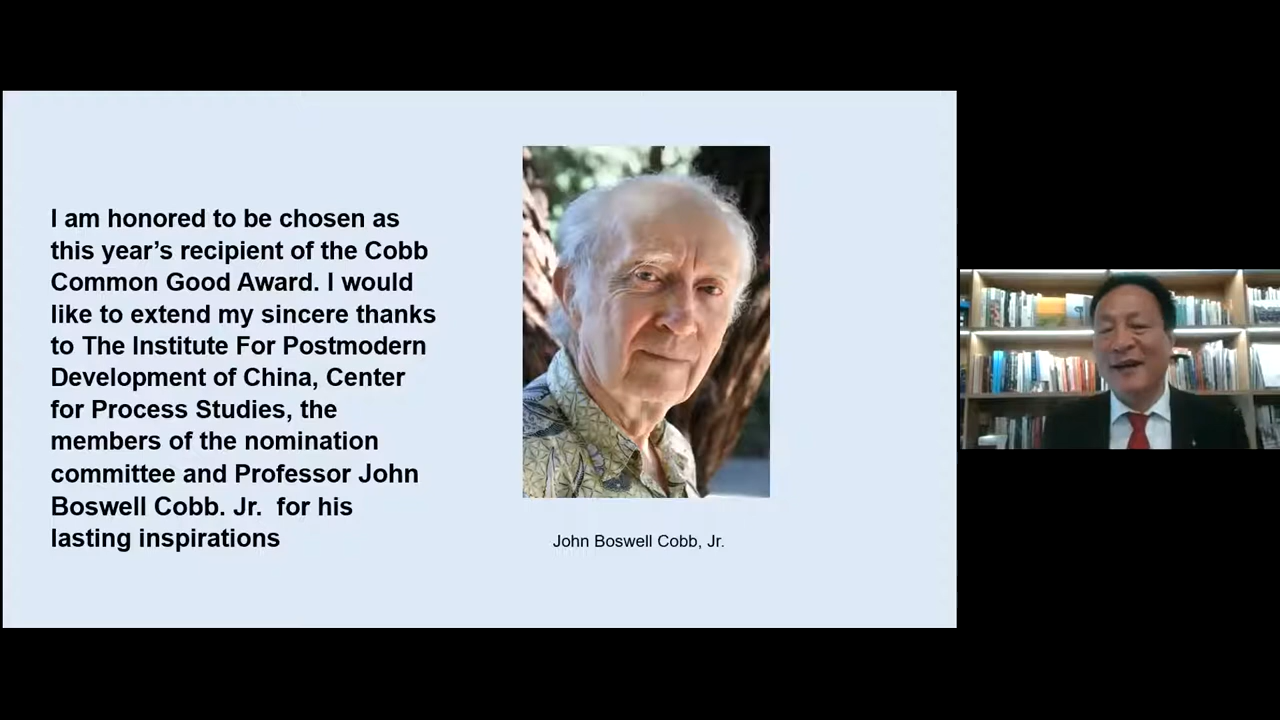 I am honored to be chosen as
this year’s recipient of the Cobb
Common Good Award. I would
like to extend my sincere thanks
to The Institute For Postmodern
Development of China, Center
for Process Studies, the
members of the nomination
committee and Professor John
Boswell Cobb. Jr.  for his
lasting inspirations
John Boswell Cobb, Jr.